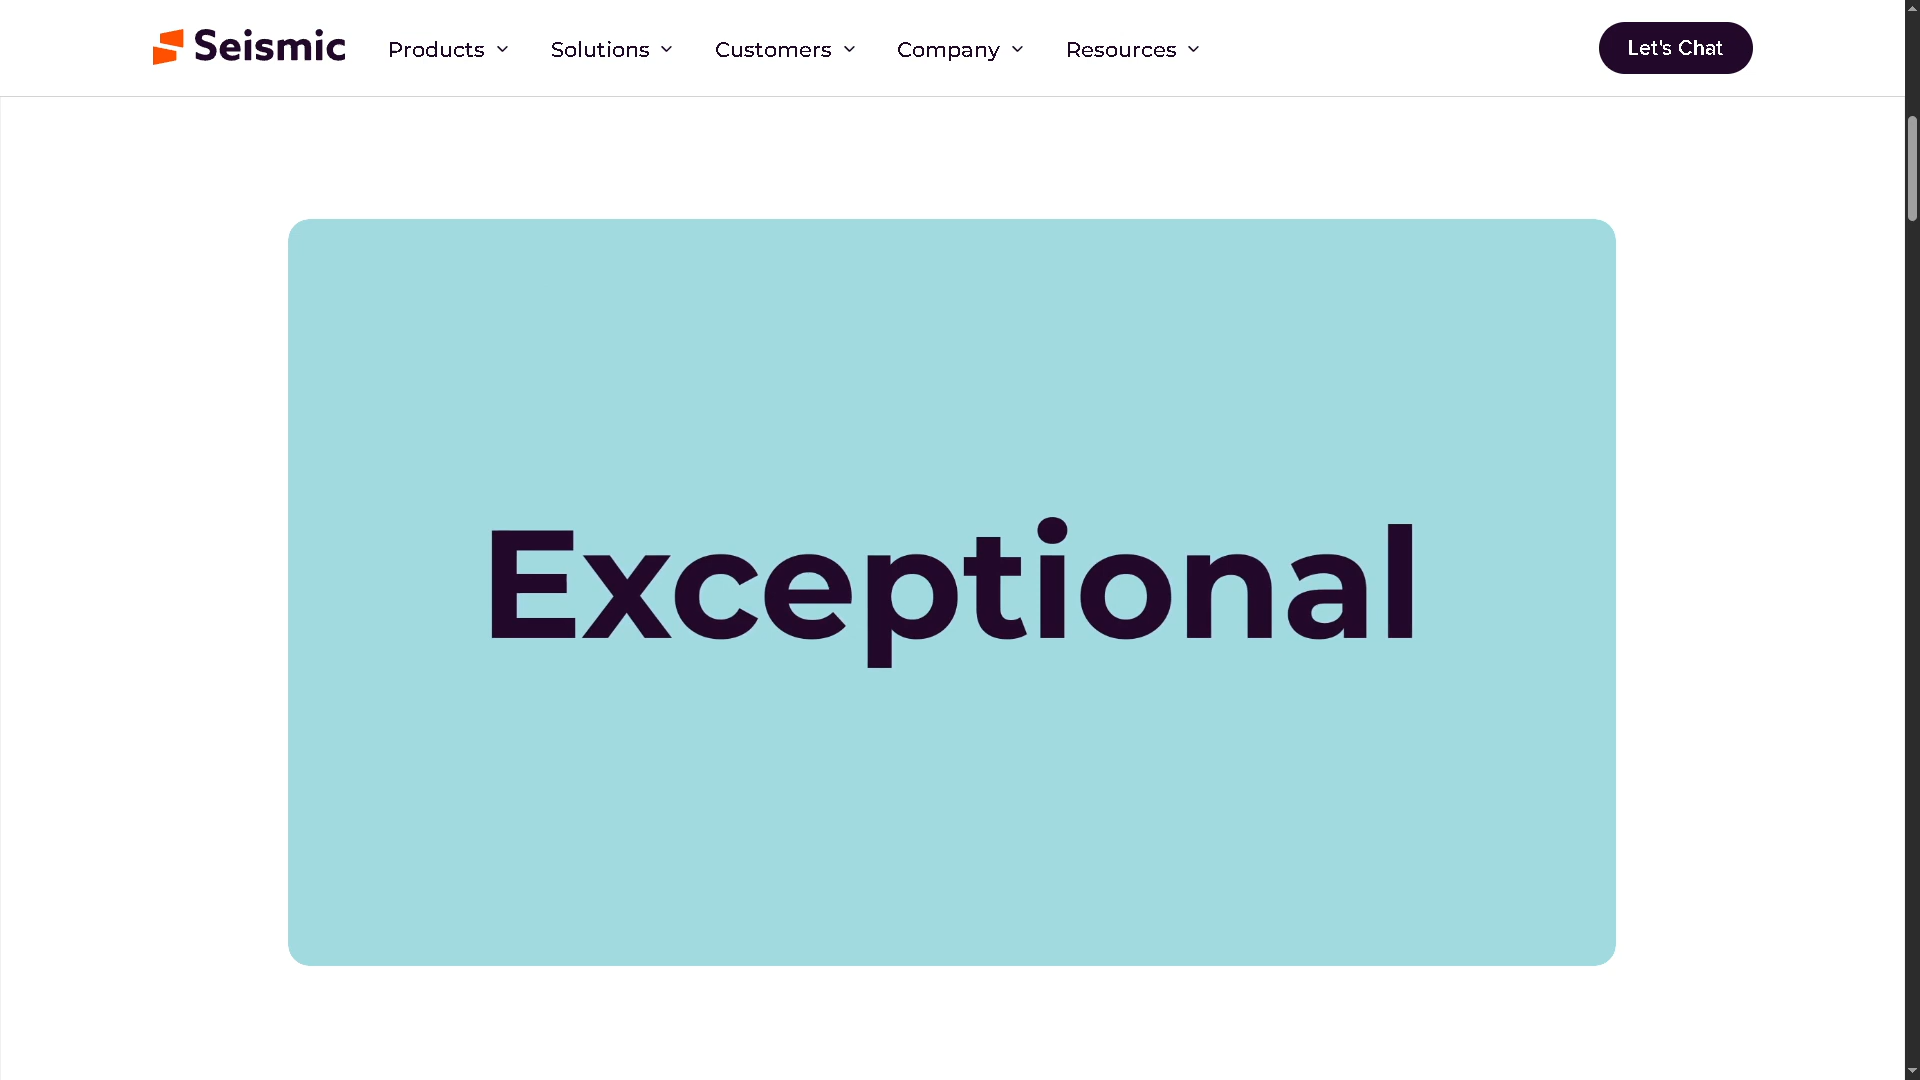 Seismic
Products
Solutions
Customers
Company
Resources
Let's Chat
Exceptional